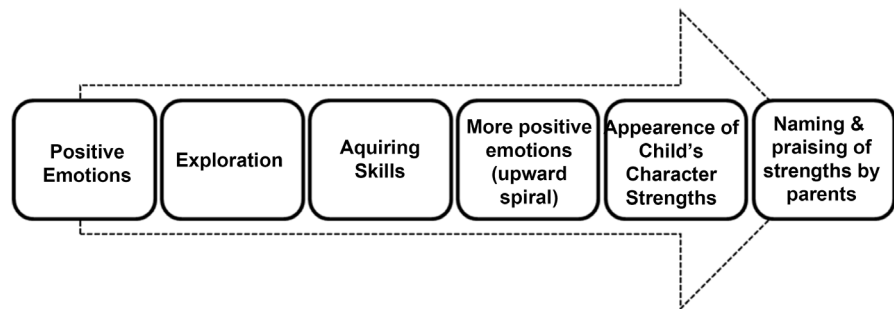 Positive
Emotions
Exploration
Aquiring
Skills
More positive
emotions
(upward
spiral)
Appearence of
Child's
Character
Strengths
Naming &
praising of
strengths by
parents